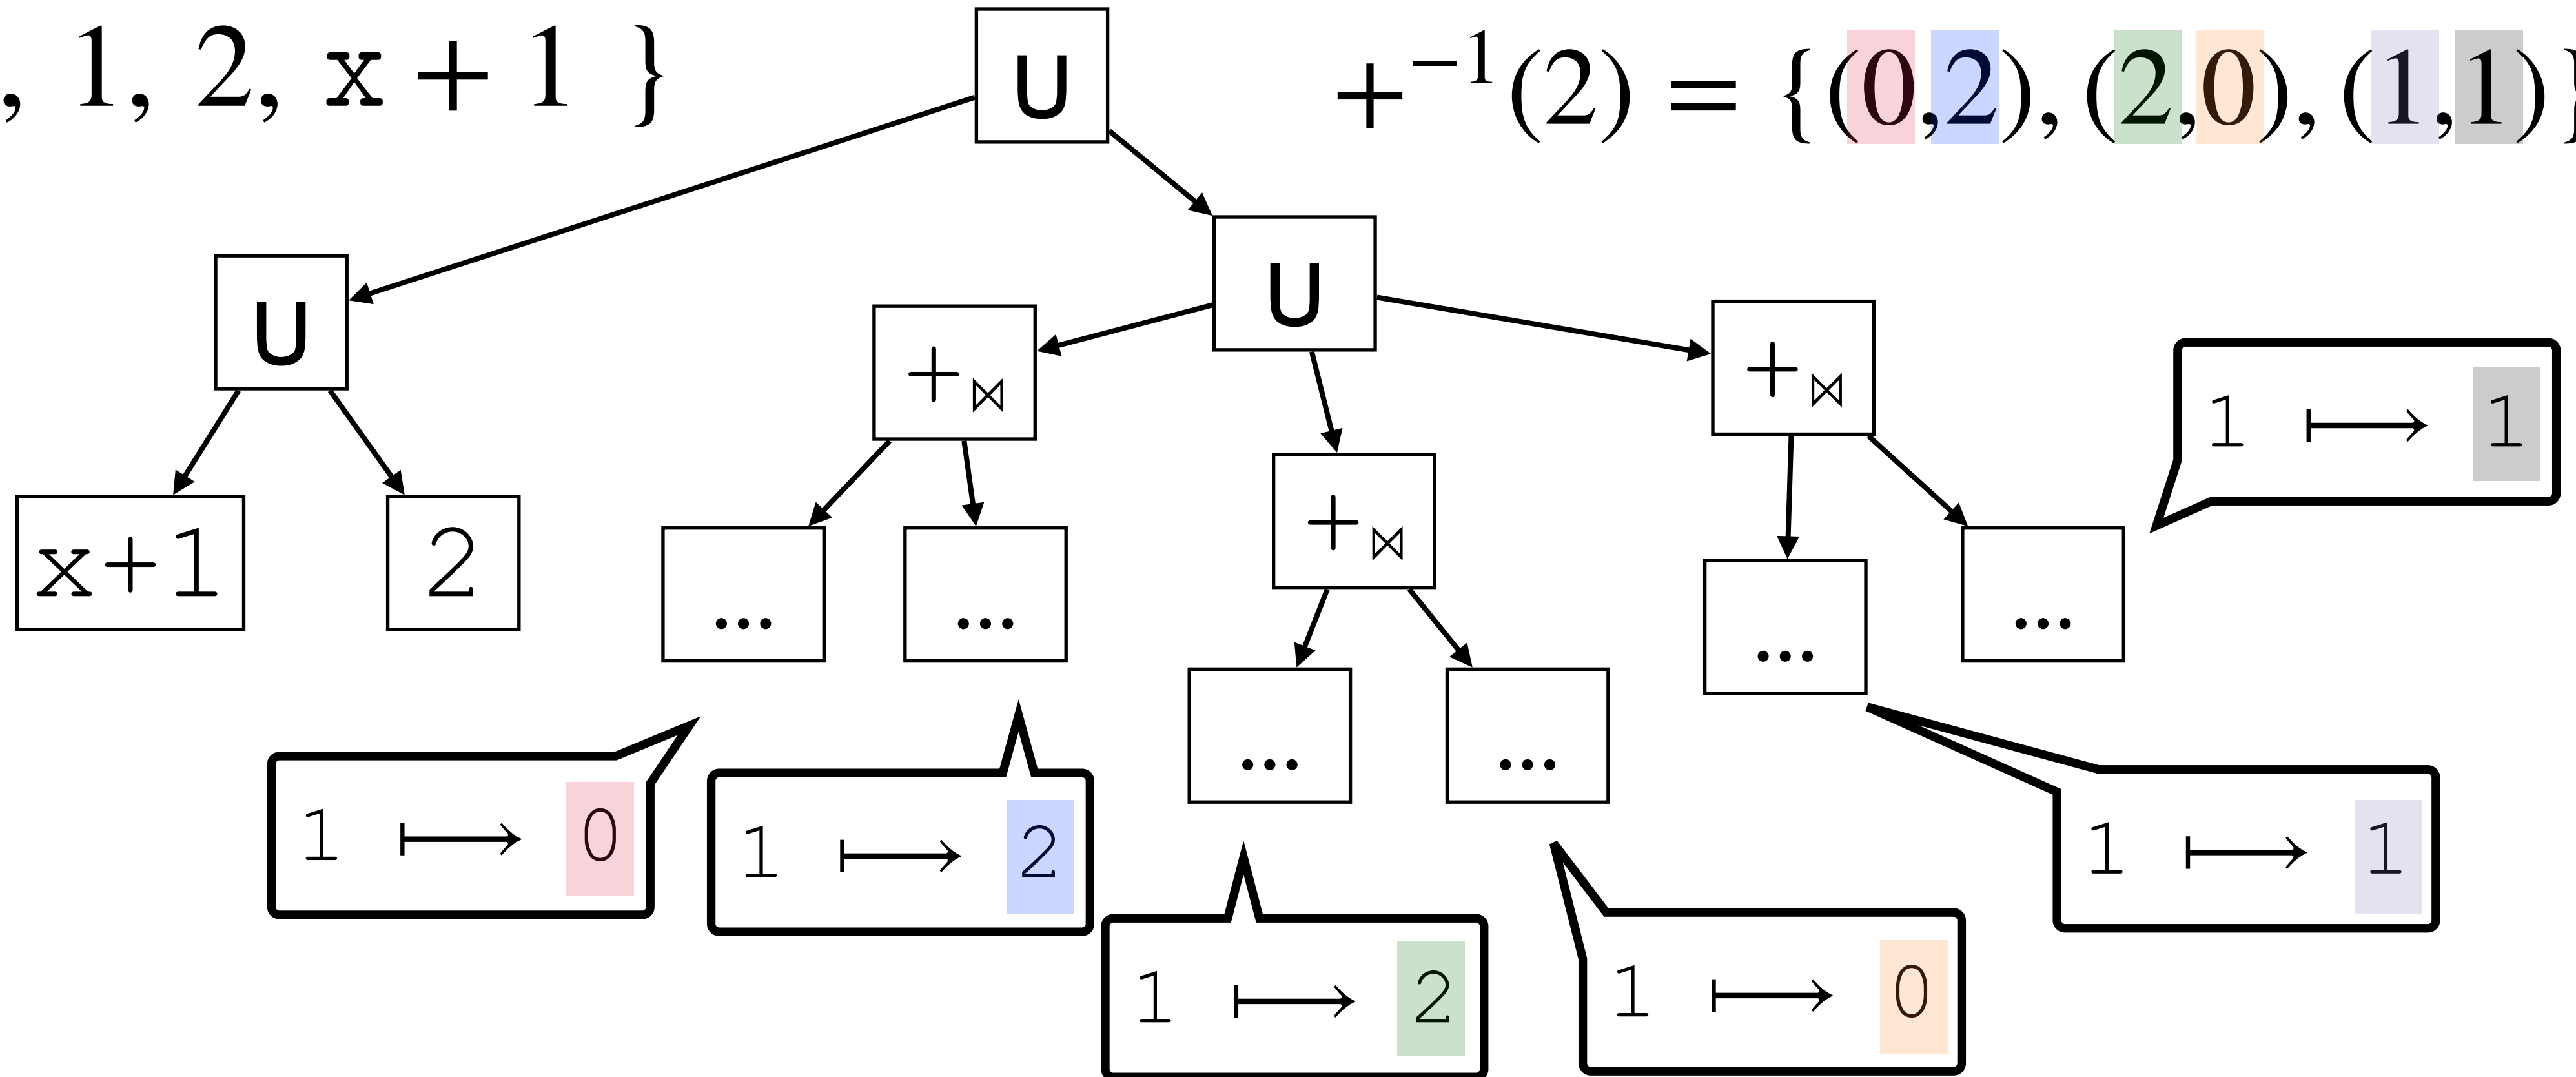 , 1, 2, x + 1 }
∪
+⁻¹(2) = {(0,2), (2,0), (1,1)}
∪
∪
+⋈
+⋈
1 ⟼ 1
+⋈
x+1
2
...
...
...
...
...
...
1 ⟼ 0
1 ⟼ 2
1 ⟼ 1
1 ⟼ 2
1 ⟼ 0